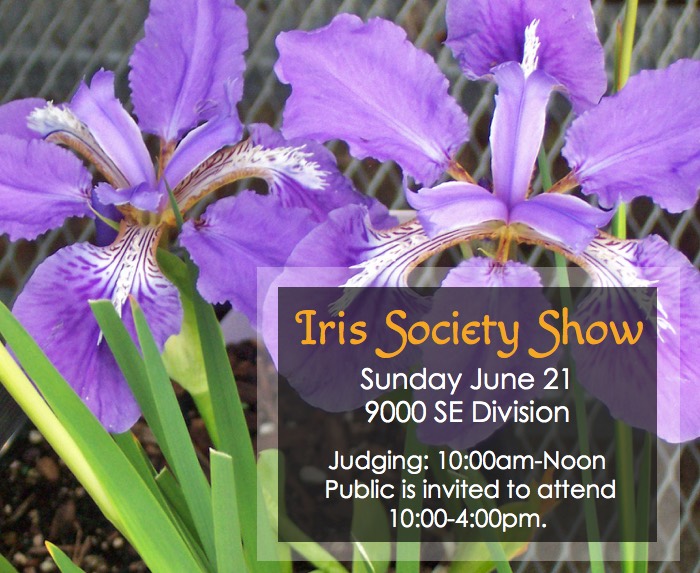 Iris Society Show
Sunday June 21
9000 SE Division
Judging: 10:00am-Noon
Public is invited to attend
10:00-4:00pm.